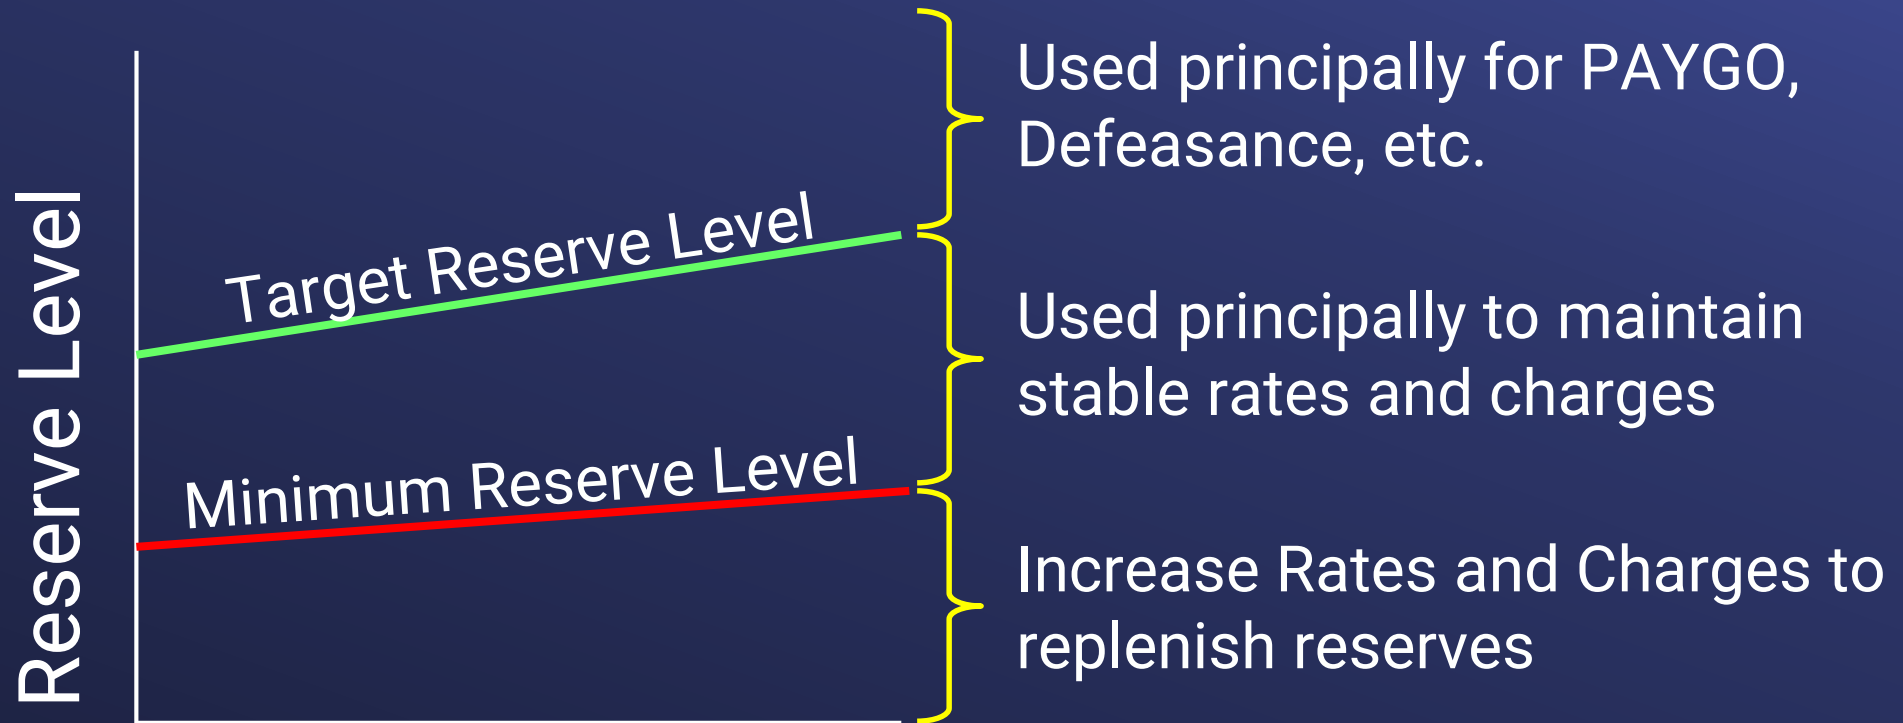 Reserve Level
Target Reserve Level
Minimum Reserve Level
Used principally for PAYGO,
Defeasance, etc.
Used principally to maintain
stable rates and charges
Increase Rates and Charges to
replenish reserves